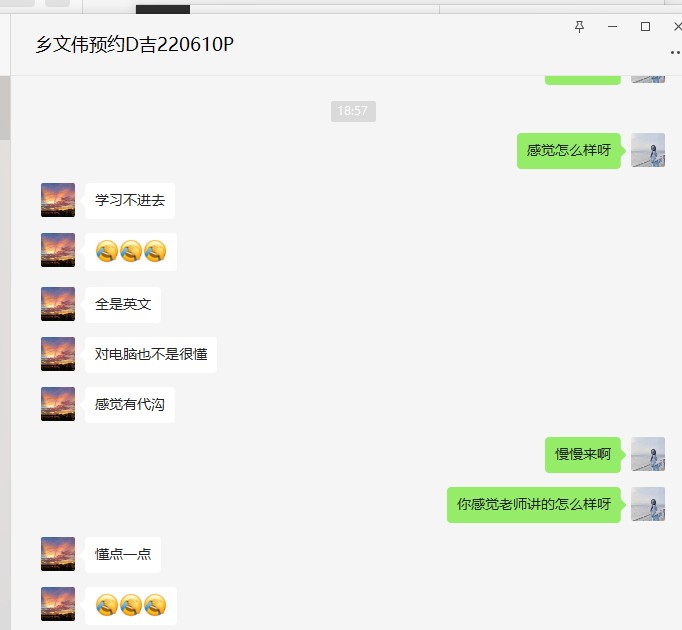 乡文伟预约D吉220610P
18:57
感觉怎么样呀
学习不进去
全是英文
对电脑也不是很懂
感觉有代沟
慢慢来啊
你感觉老师讲的怎么样呀
懂点一点